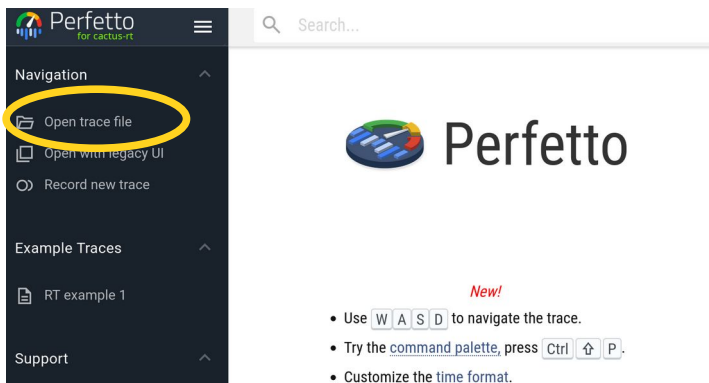 Perfetto
for cactus-rt
Search...
Navigation
Open trace file
Open with legacy UI
Record new trace
Example Traces
RT example 1
Support
Perfetto
New!
• Use W A S D to navigate the trace.
• Try the command palette, press Ctrl ⇧ P.
• Customize the time format.